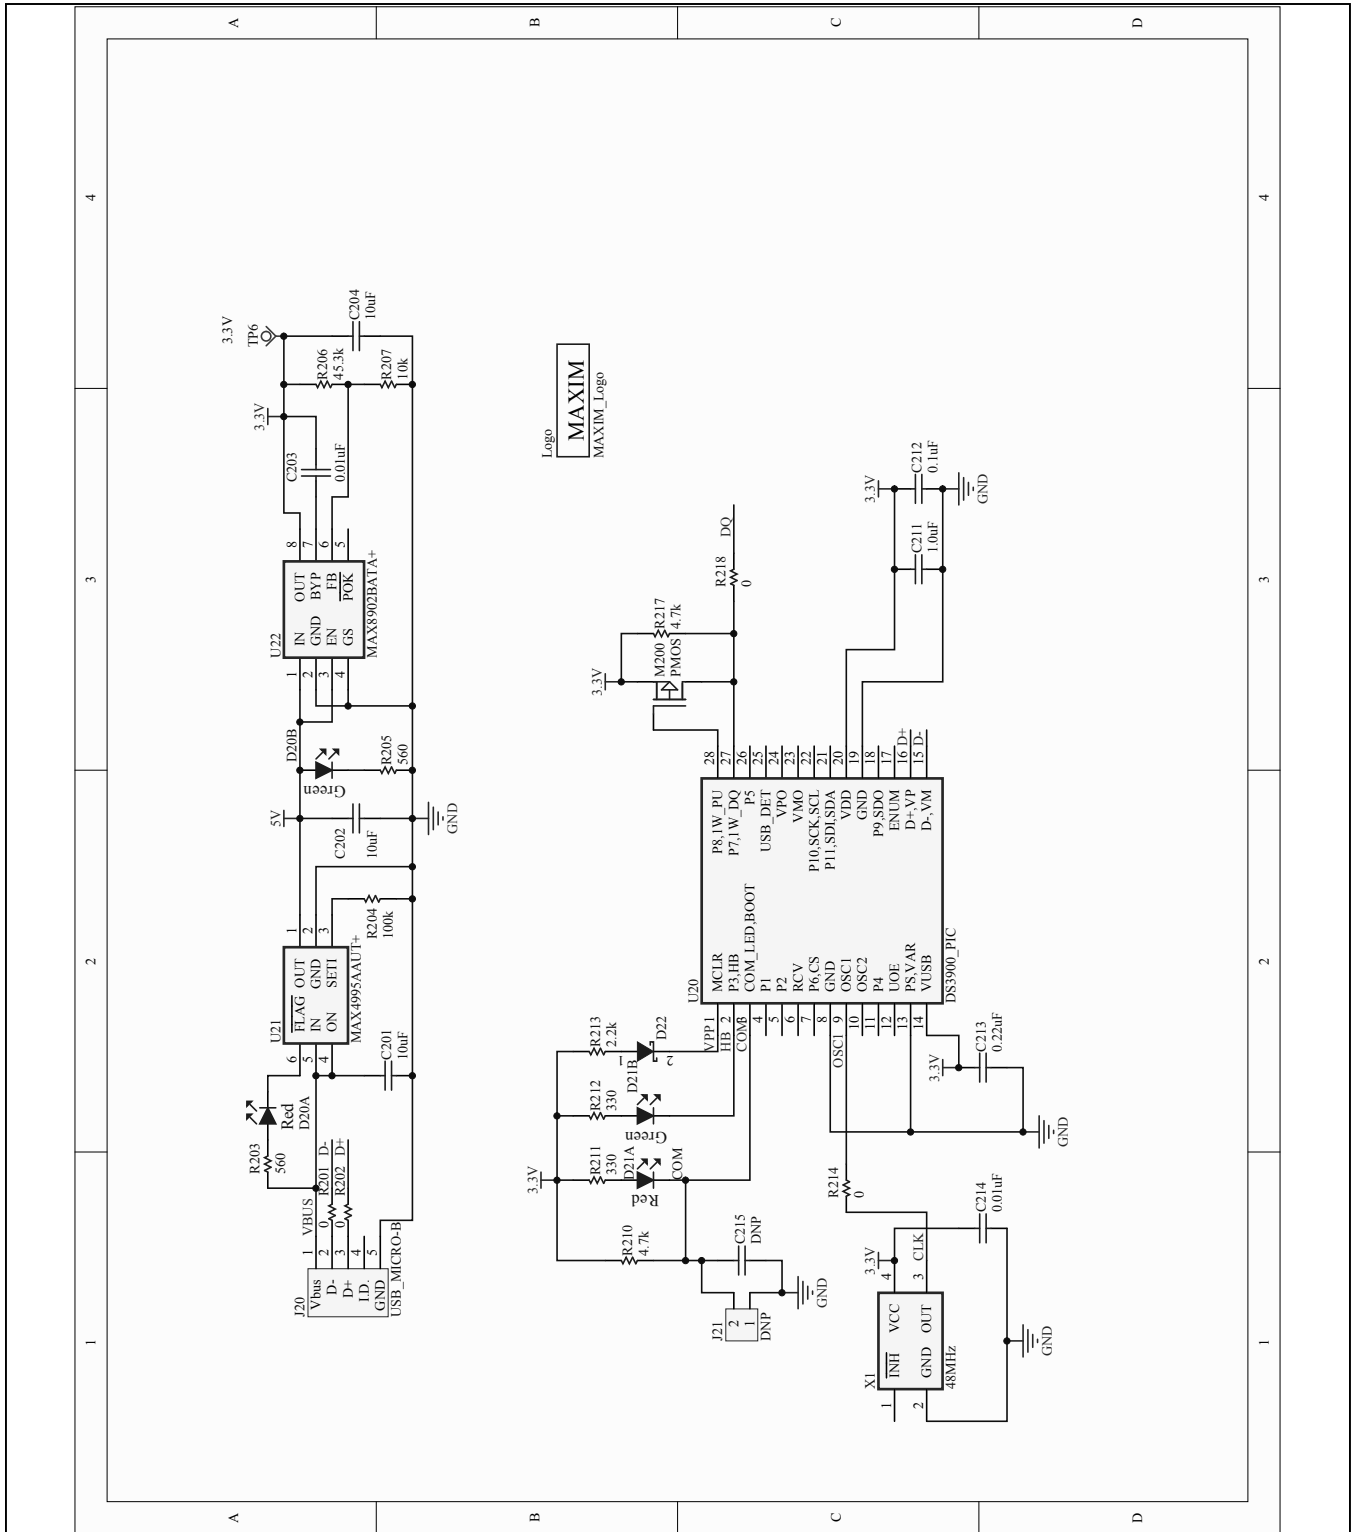 A
B
C
D
4
4
3
3
2
2
1
1
A
B
C
D
J20
Vbus
D-
D+
I.D.
GND
USB_MICRO-B
1
2
3
4
5
VBUS
0 R201 D-
0 R202 D+
R203
560
Red
D20A
U21
FLAG
IN
ON
OUT
GND
SETI
MAX4995AAUT+
6
5
4
1
2
3
C201
10uF
R204
100k
5V
C202
10uF
GND
D20B
Green
R205
560
U22
IN
GND
EN
GS
OUT
BYP
FB
POK
MAX8902BATA+
1
2
3
4
8
7
6
5
C203
0.01uF
3.3V
R206
45.3k
R207
10k
3.3V
TP6
C204
10uF
Logo
MAXIM
MAXIM_Logo
J21
2
1
DNP
GND
C215
DNP
R210
4.7k
3.3V
R211
330
D21A
Red
COM
R212
330
D21B
Green
R213
2.2k
1
D22
2
VPP 1
HB 2
COM 3
4
5
6
7
8
OSC1 9
10
11
12
13
14
U20
MCLR
P3,HB
COM_LED,BOOT
P1
P2
RCV
P6,CS
GND
OSC1
OSC2
P4
UOE
PS,VAR
VUSB
DS3900_PIC
P8,1W_PU
P7,1W_DQ
P5
USB_DET
VPO
VMO
P10,SCK,SCL
P11,SDI,SDA
VDD
GND
P9,SDO
ENUM
D+,VP
D-,VM
28
27
26
25
24
23
22
21
20
19
18
17
16 D+
15 D-
3.3V
M200
PMOS
R217
4.7k
R218
0
DQ
3.3V
C211
1.0uF
C212
0.1uF
GND
3.3V
C213
0.22uF
GND
R214
0
X1
INH
GND
VCC
OUT
48MHz
1
2
4
3
CLK
3.3V
C214
0.01uF
GND